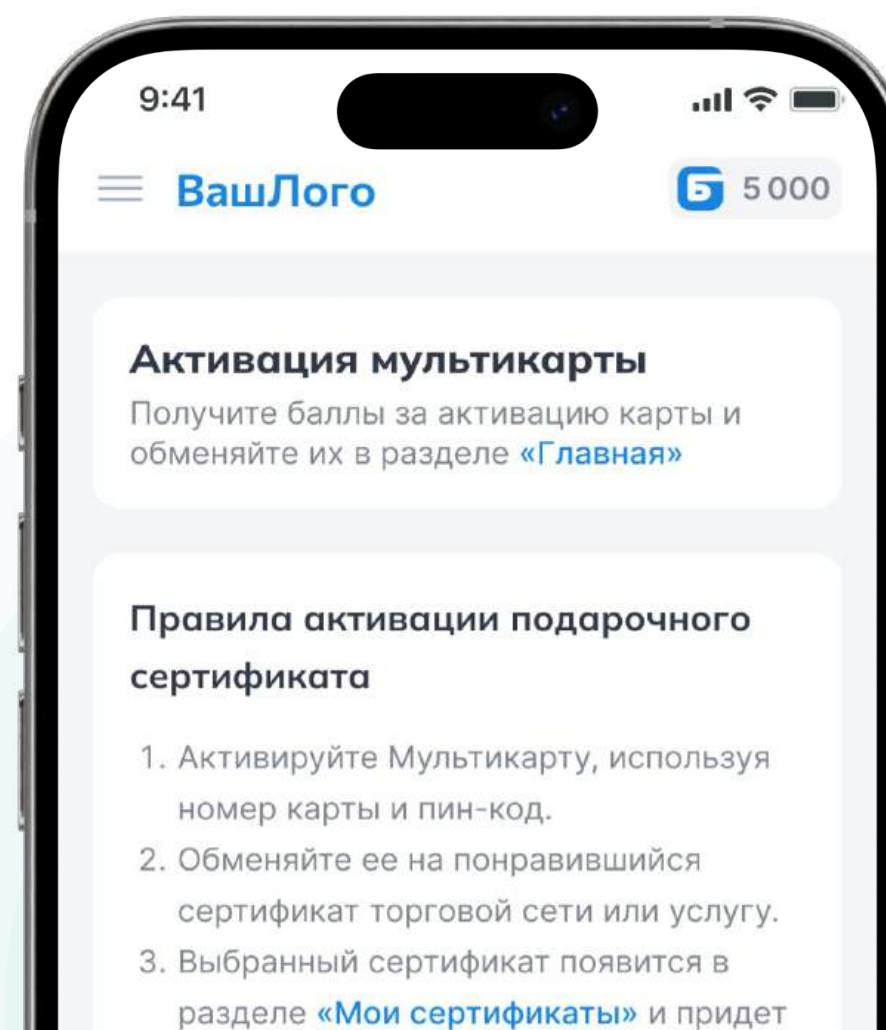 9:41
ВашЛого
Б 5 000
Активация мультикарты
Получите баллы за активацию карты и
обменяйте их в разделе «Главная»
Правила активации подарочного
сертификата
1. Активируйте Мультикарту, используя
номер карты и пин-код.
2. Обменяйте ее на понравившийся
сертификат торговой сети или услугу.
3. Выбранный сертификат появится в
разделе «Мои сертификаты» и придет